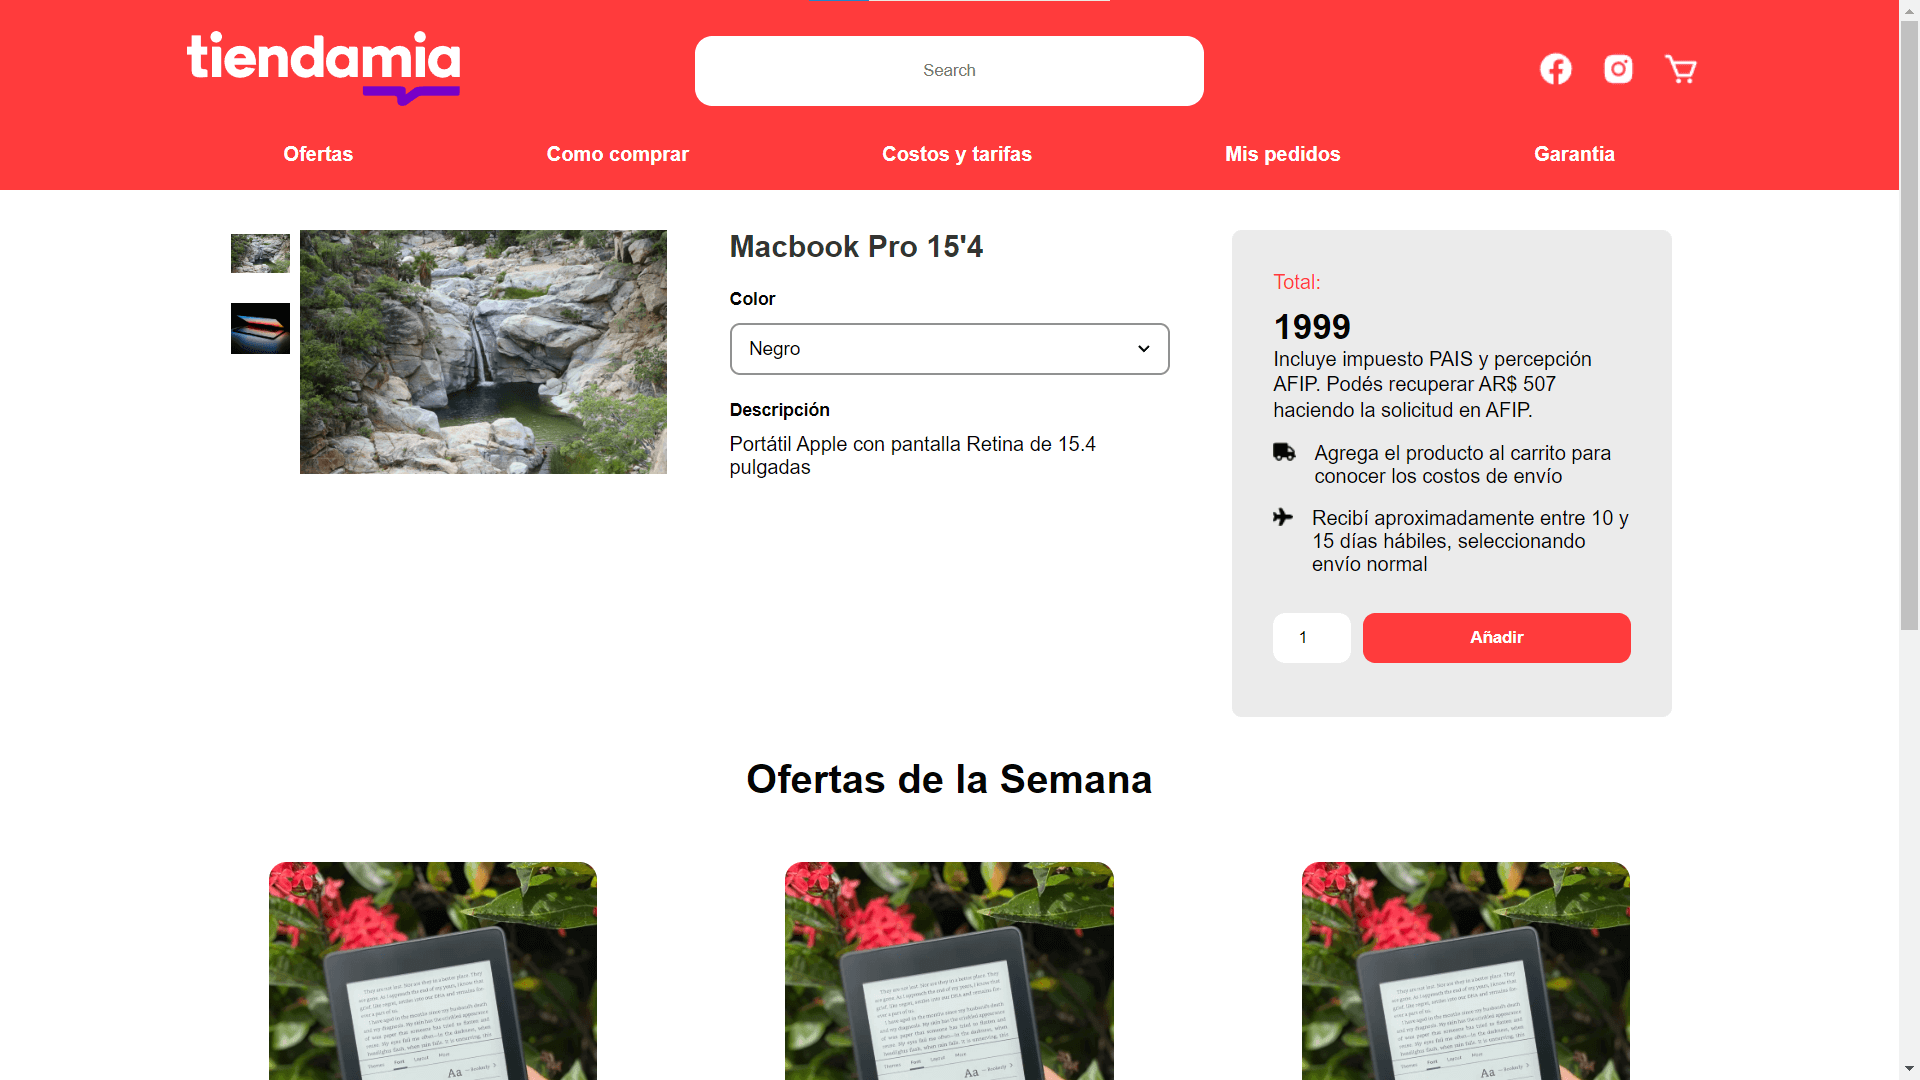 tiendamia
Search
Ofertas
Como comprar
Costos y tarifas
Mis pedidos
Garantia
Macbook Pro 15'4
Color
Negro
Descripción
Portátil Apple con pantalla Retina de 15.4
pulgadas
Total:
1999
Incluye impuesto PAIS y percepción
AFIP. Podés recuperar AR$ 507
haciendo la solicitud en AFIP.
Agrega el producto al carrito para
conocer los costos de envío
Recibí aproximadamente entre 10 y
15 días hábiles, seleccionando
envío normal
1
Añadir
Ofertas de la Semana
Aa
Aa
Aa